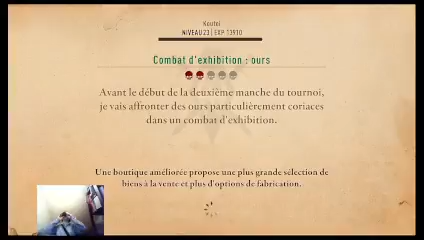 Koutei
NIVEAU 23 | EXP 13910
Combat d'exhibition : ours
Avant le début de la deuxième manche du tournoi,
je vais affronter des ours particulièrement coriaces
dans un combat d'exhibition.
Une boutique améliorée propose une plus grande sélection de
biens à la vente et plus d'options de fabrication.